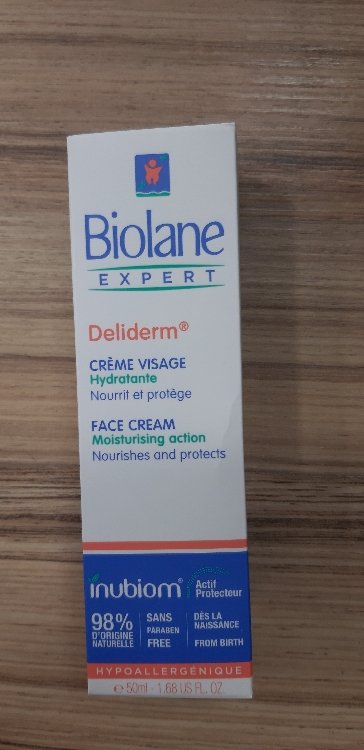 Biolane
EXPERT
Deliderm®
CRÈME VISAGE
Hydratante
Nourrit et protège
FACE CREAM
Moisturising action
Nourishes and protects
inubiom® Actif
Protecteur
98% SANS DÈS LA
D'ORIGINE PARABEN NAISSANCE
NATURELLE FREE FROM BIRTH
HYPOALLERGÉNIQUE
℮ 50ml - 1.68 US FL. OZ.